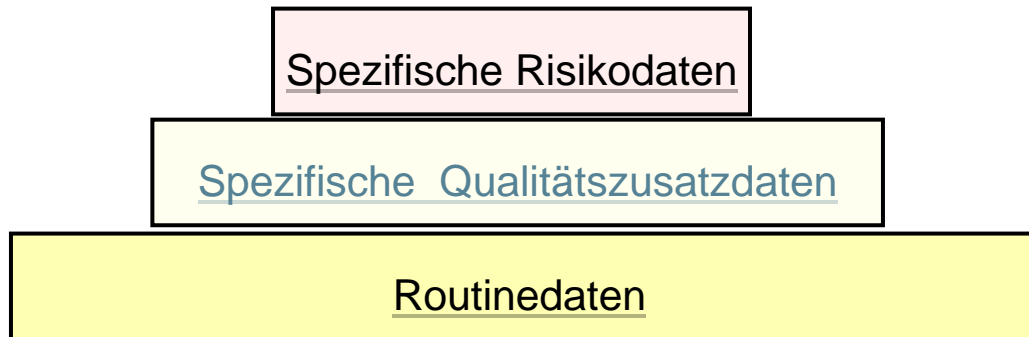 Spezifische Risikodaten
Spezifische Qualitätszusatzdaten
Routinedaten